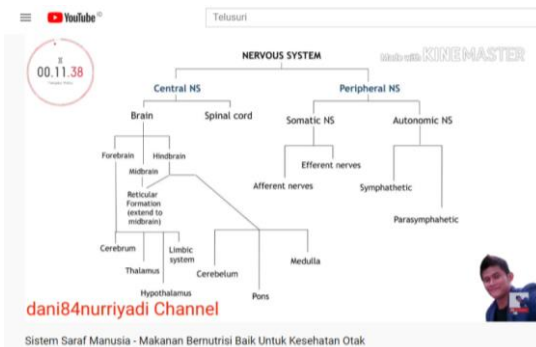 YouTube ID
Telusuri
NERVOUS SYSTEM
Made with KINEMASTER
00.11.38
Central NS
Peripheral NS
Brain
Spinal cord
Somatic NS
Autonomic NS
Forebrain
Hindbrain
Midbrain
Efferent nerves
Afferent nerves
Symphathetic
Reticular
Formation
(extend to
midbrain)
Parasymphahetic
Cerebrum
Limbic
system
Thalamus
Cerebelum
Medulla
Hypothalamus
Pons
dani84nurriyadi Channel
Sistem Saraf Manusia - Makanan Bernutrisi Baik Untuk Kesehatan Otak